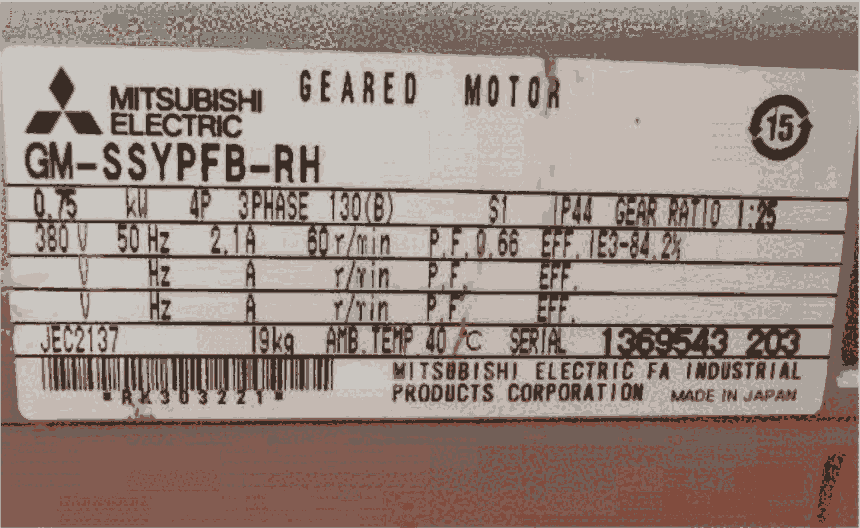 GEARED MOTOR
MITSUBISHI
ELECTRIC
15
GM-SSYPFB-RH
0.75 kW 4P 3PHASE 130(B) S1 IP44 GEAR RATIO 1:25
380 V 50 Hz 2.1A 60 r/min P.F. 0.66 EFF. IE3-84.2%
V Hz A r/min P.F. EFF.
V Hz A r/min P.F. EFF.
JEC2137 19kg AMB. TEMP 40 °C SERIAL 1369543 203
MITSUBISHI ELECTRIC FA INDUSTRIAL
PRODUCTS CORPORATION MADE IN JAPAN
*RK303221*